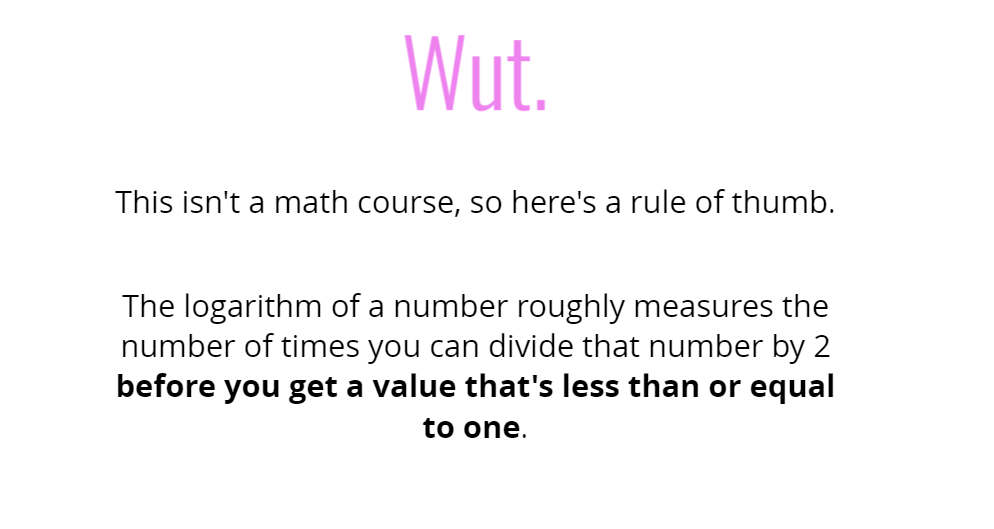 Wut.
This isn't a math course, so here's a rule of thumb.
The logarithm of a number roughly measures the
number of times you can divide that number by 2
before you get a value that's less than or equal
to one.